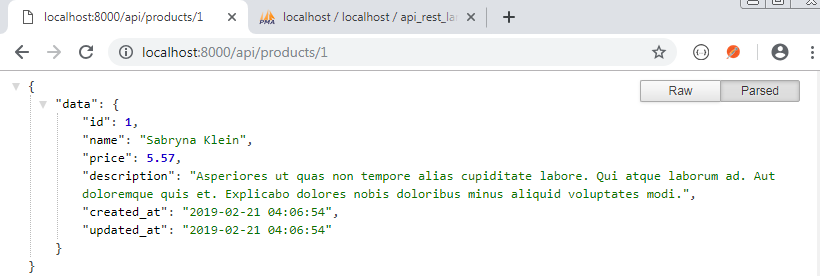 localhost:8000/api/products/1
PMA localhost / localhost / api_rest_la
localhost:8000/api/products/1
Raw Parsed
{
"data": {
"id": 1,
"name": "Sabryna Klein",
"price": 5.57,
"description": "Asperiores ut quas non tempore alias cupiditate labore. Qui atque laborum ad. Aut
doloremque quis et. Explicabo dolores nobis doloribus minus aliquid voluptates modi.",
"created_at": "2019-02-21 04:06:54",
"updated_at": "2019-02-21 04:06:54"
}
}